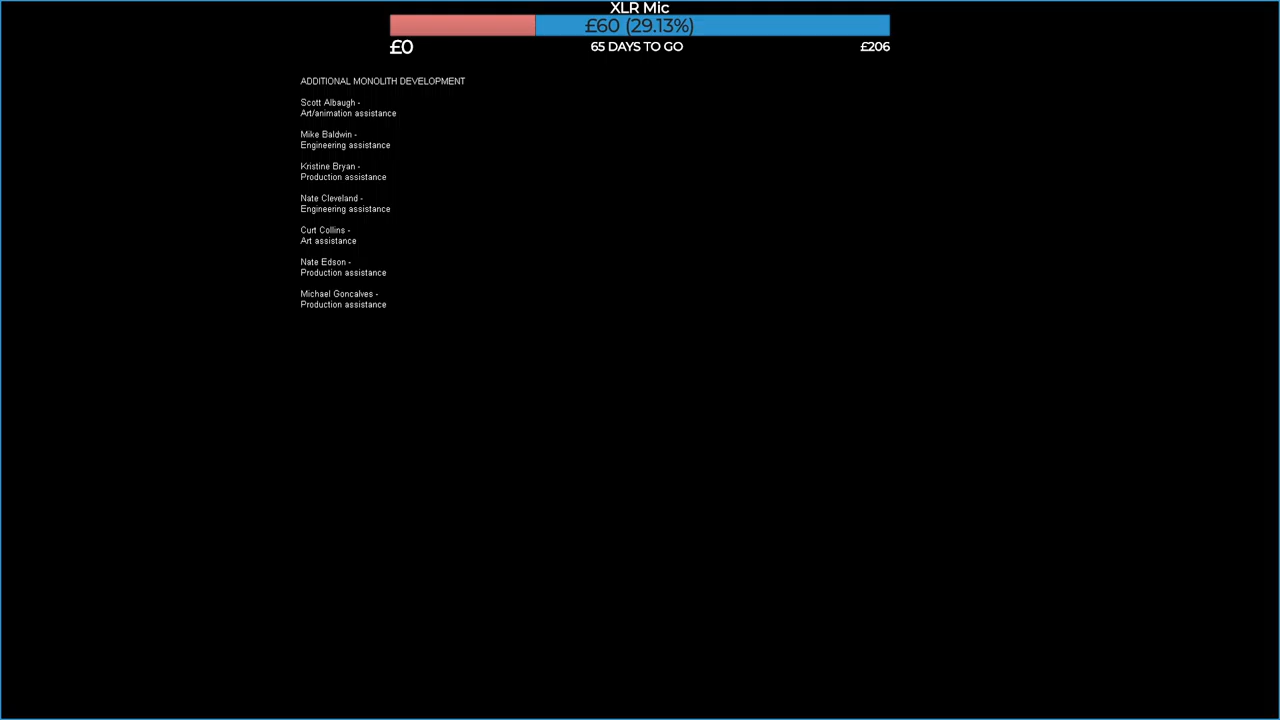 XLR Mic
£60 (29.13%)
£0
65 DAYS TO GO
£206
ADDITIONAL MONOLITH DEVELOPMENT
Scott Albaugh -
Art/animation assistance
Mike Baldwin -
Engineering assistance
Kristine Bryan -
Production assistance
Nate Cleveland -
Engineering assistance
Curt Collins -
Art assistance
Nate Edson -
Production assistance
Michael Goncalves -
Production assistance